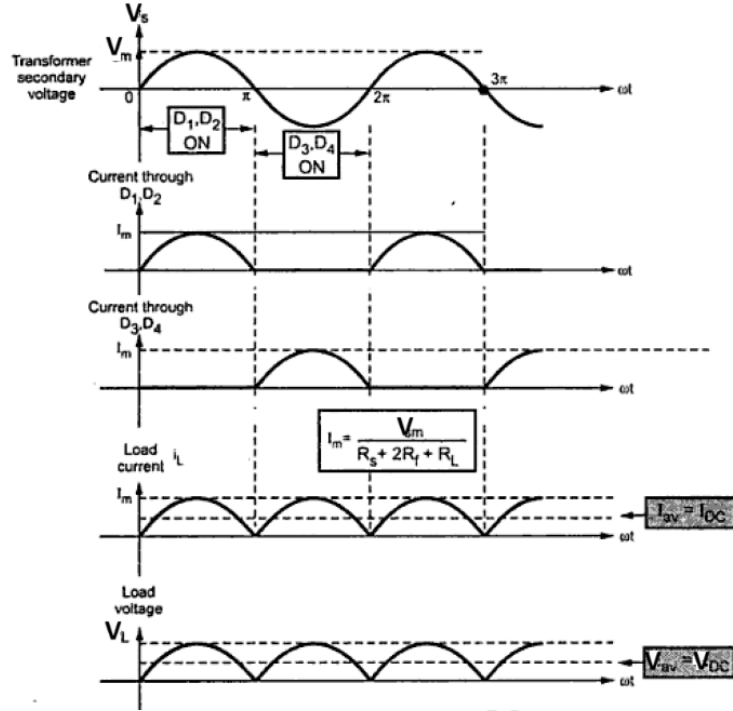 Vs
Vm
Transformer
secondary
voltage
0
π
2π
3π
ωt
D1,D2
ON
D3,D4
ON
Current through
D1,D2
Im
ωt
Current through
D3,D4
Im
ωt
Im = Vsm / Rs + 2Rf + RL
Load
current iL
Im
Iav = IDC
ωt
Load
voltage
VL
Vav = VDC
ωt